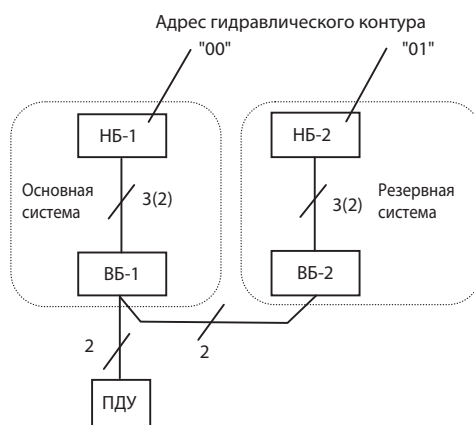 Адрес гидравлического контура
"00"
"01"
НБ-1
НБ-2
Основная
система
3(2)
3(2)
Резервная
система
ВБ-1
ВБ-2
2
2
ПДУ